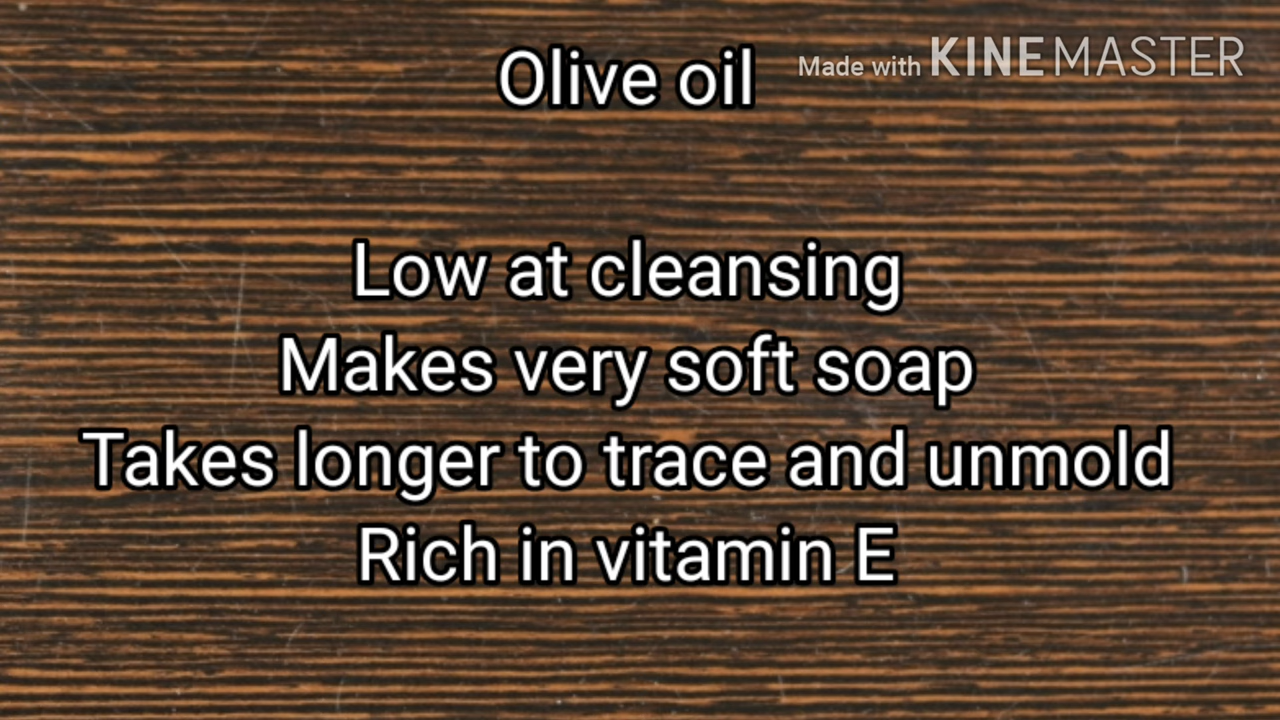 Olive oil
Made with KINEMASTER
Low at cleansing
Makes very soft soap
Takes longer to trace and unmold
Rich in vitamin E